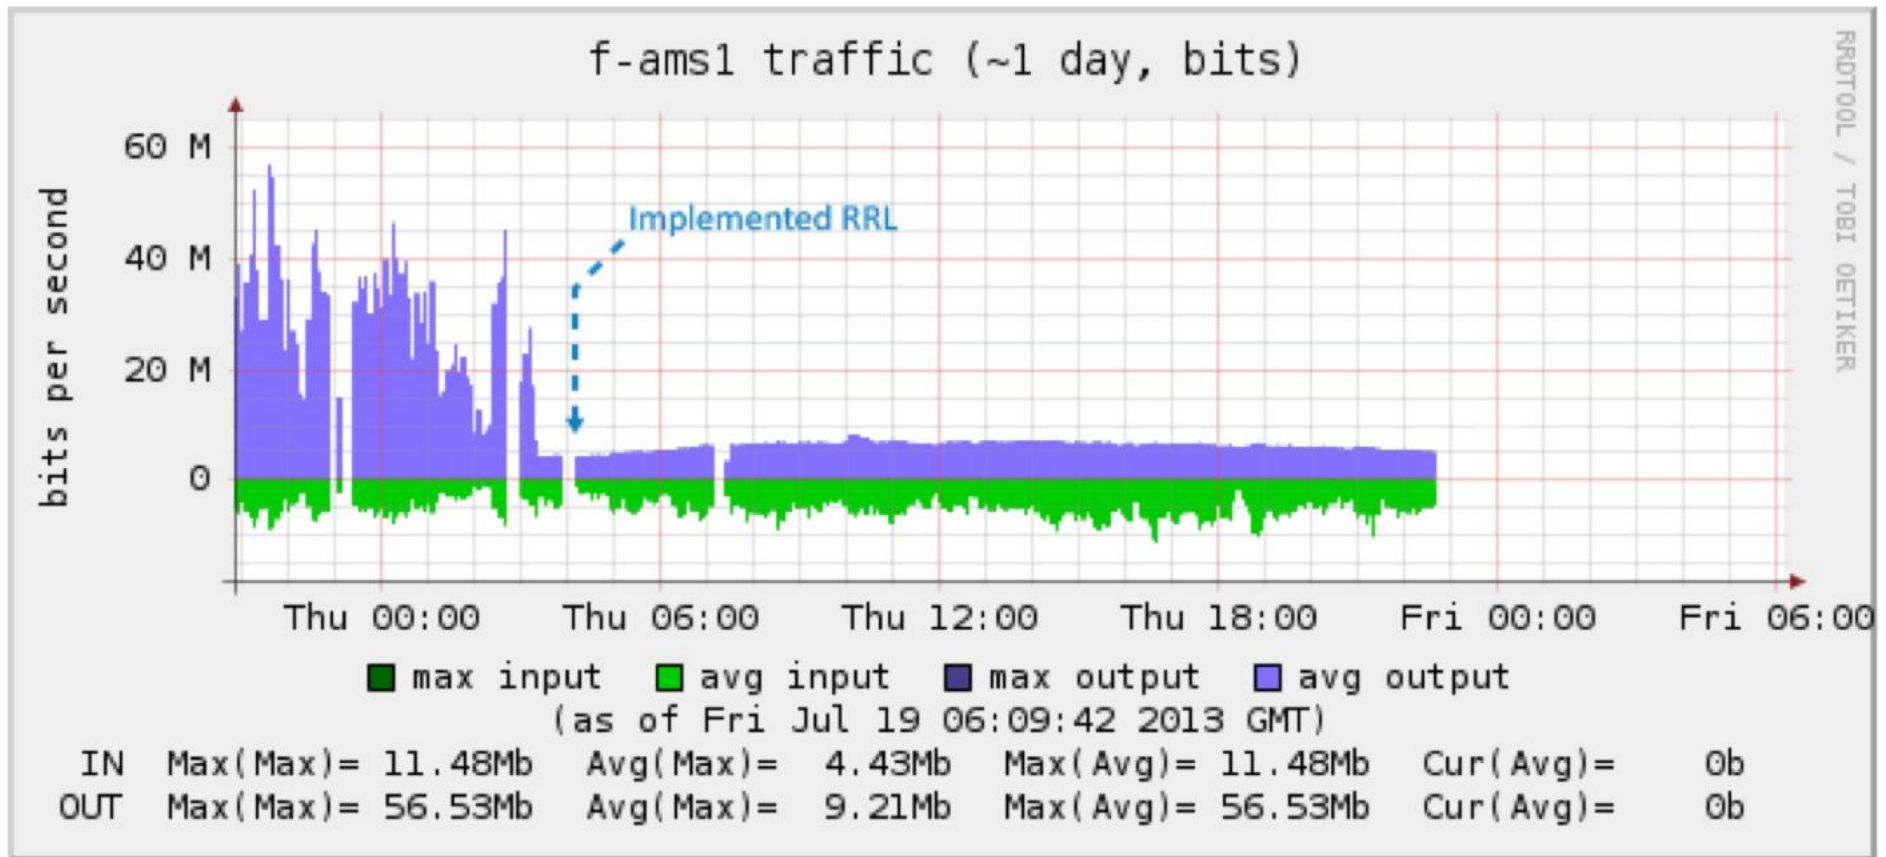 f-ams1 traffic (~1 day, bits)
RRDTOOL / TOBI OETIKER
bits per second
60 M
40 M
20 M
0
Implemented RRL
Thu 00:00 Thu 06:00 Thu 12:00 Thu 18:00 Fri 00:00 Fri 06:00
max input avg input max output avg output
(as of Fri Jul 19 06:09:42 2013 GMT)
IN Max(Max)= 11.48Mb Avg(Max)= 4.43Mb Max(Avg)= 11.48Mb Cur(Avg)= 0b
OUT Max(Max)= 56.53Mb Avg(Max)= 9.21Mb Max(Avg)= 56.53Mb Cur(Avg)= 0b